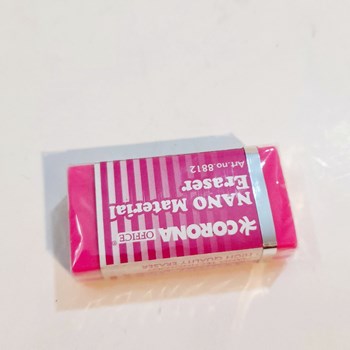 CORONA OFFICE
NANO Material
Eraser
Art.no.8812